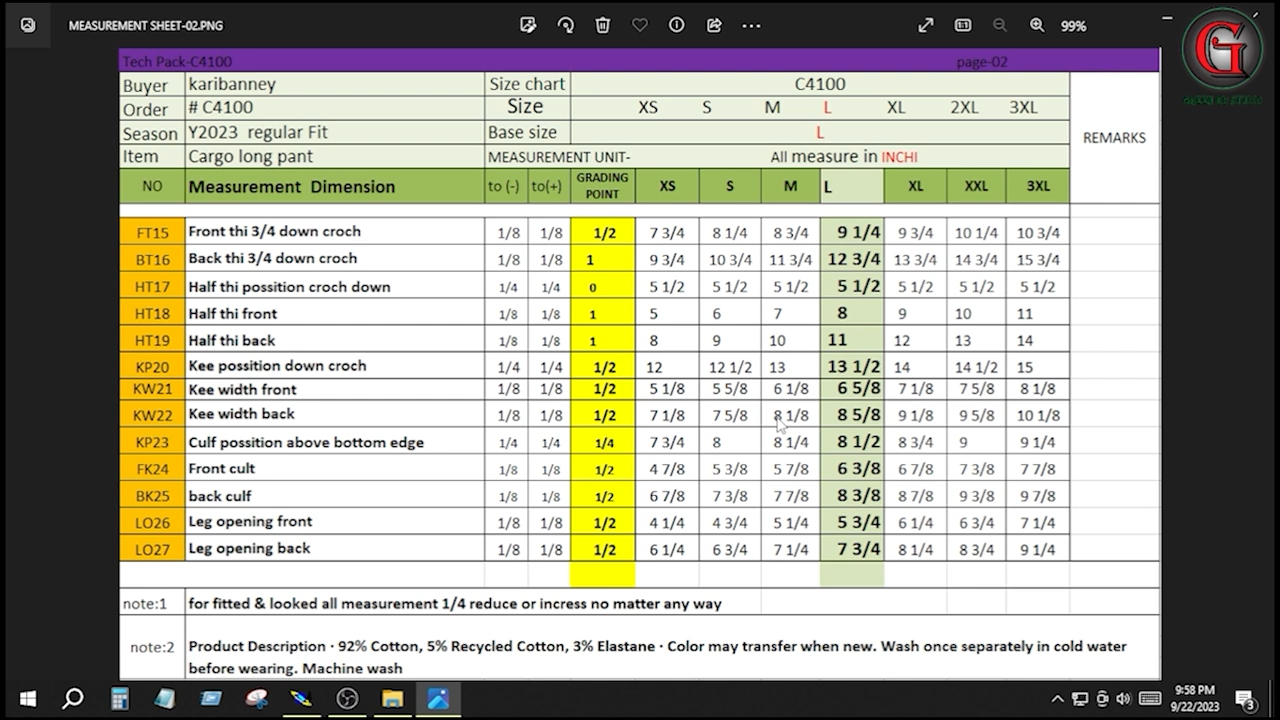 MEASUREMENT SHEET-02.PNG 99%
G
Tech Pack-C4100 page-02
Buyer karibanney Size chart C4100
Order # C4100 Size XS S M L XL 2XL 3XL
Season Y2023 regular Fit Base size L REMARKS
Item Cargo long pant MEASUREMENT UNIT- All measure in INCHI
NO Measurement Dimension to (-) to(+) GRADING POINT XS S M L XL XXL 3XL
FT15 Front thi 3/4 down croch 1/8 1/8 1/2 7 3/4 8 1/4 8 3/4 9 1/4 9 3/4 10 1/4 10 3/4
BT16 Back thi 3/4 down croch 1/8 1/8 1 9 3/4 10 3/4 11 3/4 12 3/4 13 3/4 14 3/4 15 3/4
HT17 Half thi possition croch down 1/4 1/4 0 5 1/2 5 1/2 5 1/2 5 1/2 5 1/2 5 1/2 5 1/2
HT18 Half thi front 1/8 1/8 1 5 6 7 8 9 10 11
HT19 Half thi back 1/8 1/8 1 8 9 10 11 12 13 14
KP20 Kee possition down croch 1/4 1/4 1/2 12 12 1/2 13 13 1/2 14 14 1/2 15
KW21 Kee width front 1/8 1/8 1/2 5 1/8 5 5/8 6 1/8 6 5/8 7 1/8 7 5/8 8 1/8
KW22 Kee width back 1/8 1/8 1/2 7 1/8 7 5/8 8 1/8 8 5/8 9 1/8 9 5/8 10 1/8
KP23 Culf possition above bottom edge 1/4 1/4 1/4 7 3/4 8 8 1/4 8 1/2 8 3/4 9 9 1/4
FK24 Front cult 1/8 1/8 1/2 4 7/8 5 3/8 5 7/8 6 3/8 6 7/8 7 3/8 7 7/8
BK25 back culf 1/8 1/8 1/2 6 7/8 7 3/8 7 7/8 8 3/8 8 7/8 9 3/8 9 7/8
LO26 Leg opening front 1/8 1/8 1/2 4 1/4 4 3/4 5 1/4 5 3/4 6 1/4 6 3/4 7 1/4
LO27 Leg opening back 1/8 1/8 1/2 6 1/4 6 3/4 7 1/4 7 3/4 8 1/4 8 3/4 9 1/4
note:1 for fitted & looked all measurement 1/4 reduce or incress no matter any way
note:2 Product Description · 92% Cotton, 5% Recycled Cotton, 3% Elastane · Color may transfer when new. Wash once separately in cold water
before wearing. Machine wash
9:58 PM
9/22/2023
3